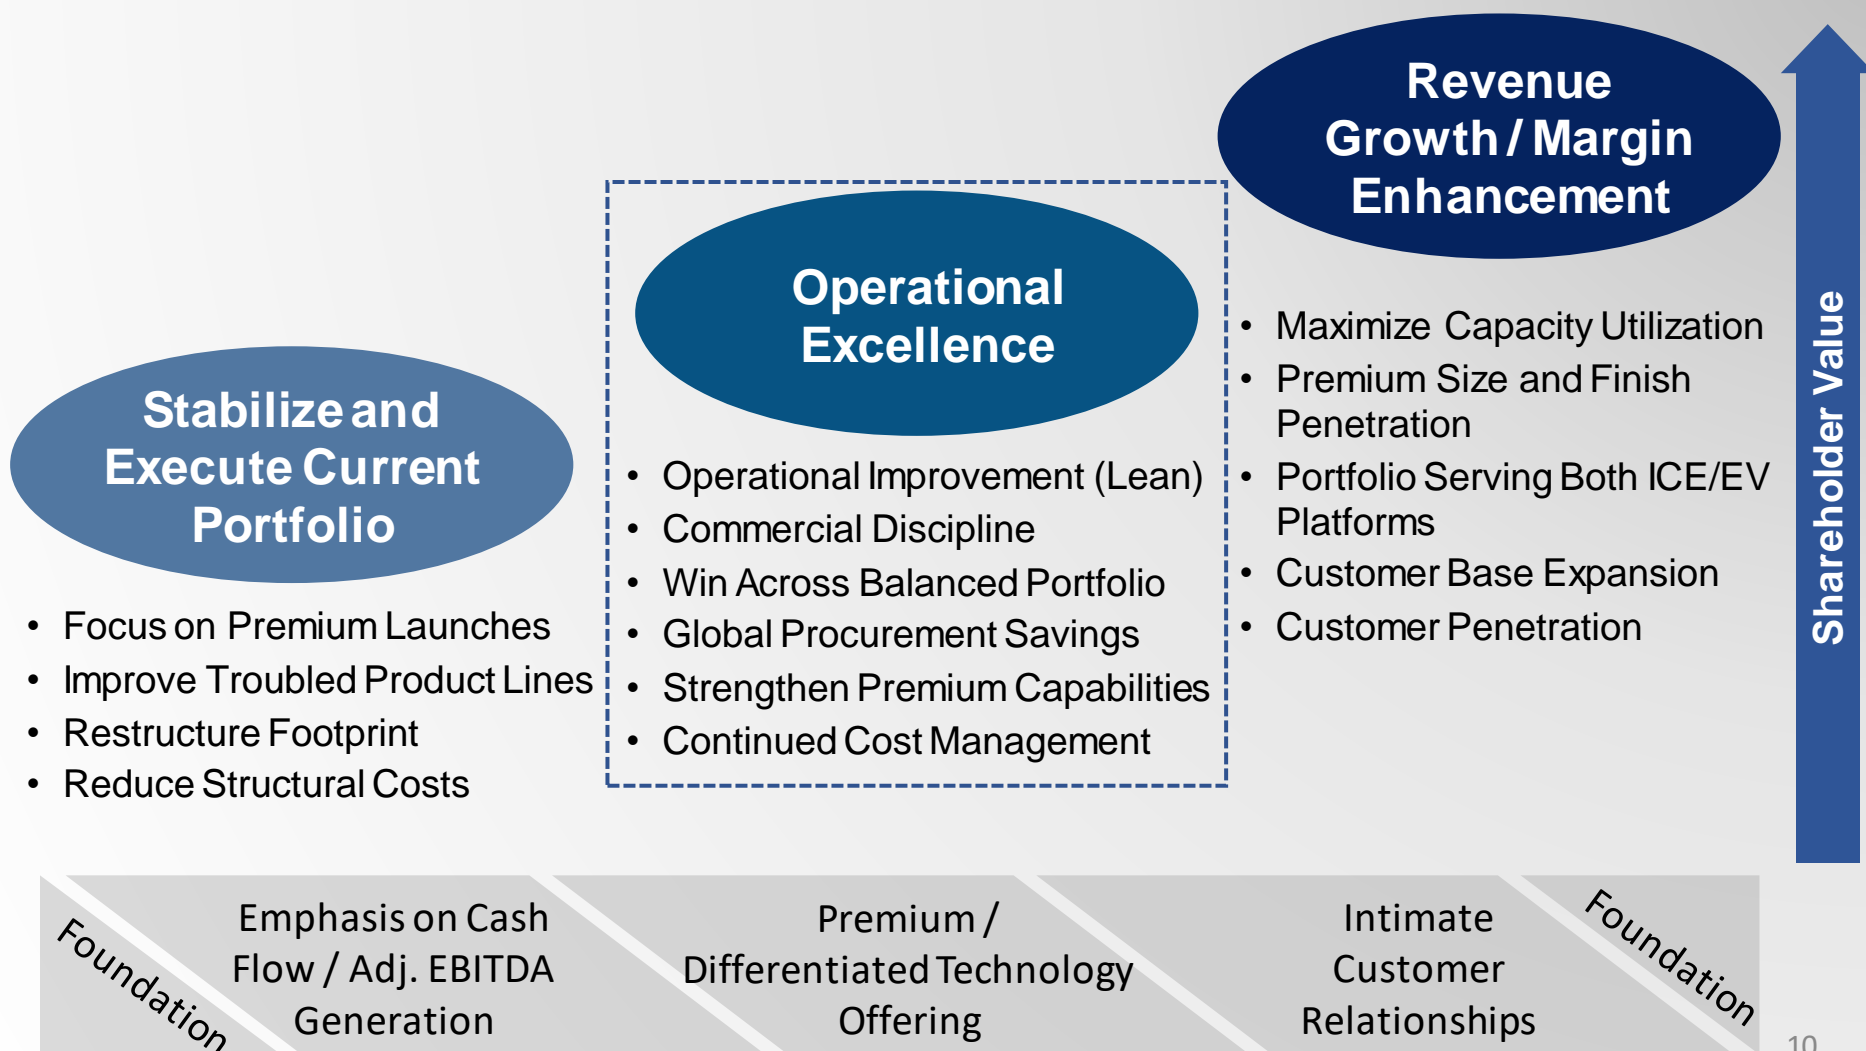 Stabilize and
Execute Current
Portfolio
• Focus on Premium Launches
• Improve Troubled Product Lines
• Restructure Footprint
• Reduce Structural Costs
Operational
Excellence
• Operational Improvement (Lean)
• Commercial Discipline
• Win Across Balanced Portfolio
• Global Procurement Savings
• Strengthen Premium Capabilities
• Continued Cost Management
Revenue
Growth / Margin
Enhancement
• Maximize Capacity Utilization
• Premium Size and Finish
Penetration
• Portfolio Serving Both ICE/EV
Platforms
• Customer Base Expansion
• Customer Penetration
Shareholder Value
Foundation
Emphasis on Cash
Flow / Adj. EBITDA
Generation
Premium /
Differentiated Technology
Offering
Intimate
Customer
Relationships
Foundation
10